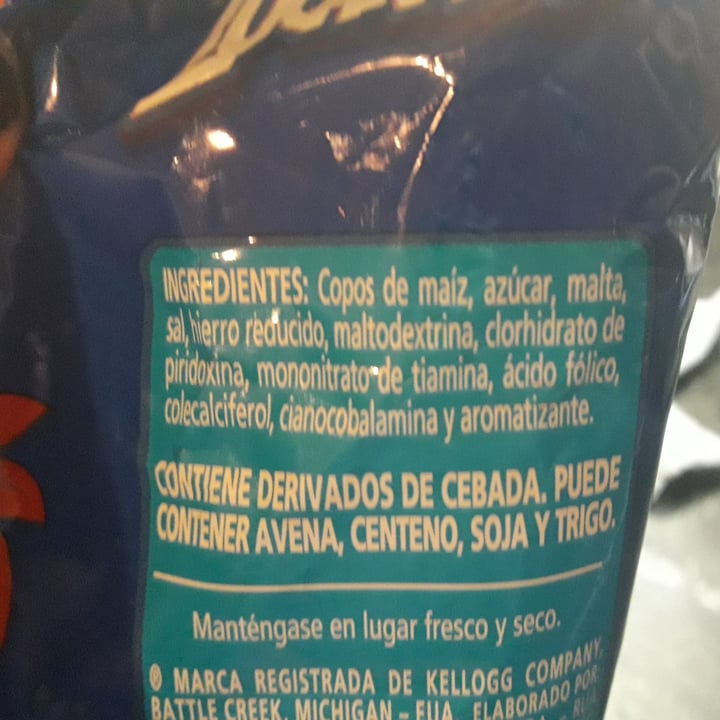 INGREDIENTES: Copos de maíz, azúcar, malta,
sal, hierro reducido, maltodextrina, clorhidrato de
piridoxina, mononitrato de tiamina, ácido fólico,
colecalciferol, cianocobalamina y aromatizante.
CONTIENE DERIVADOS DE CEBADA. PUEDE
CONTENER AVENA, CENTENO, SOJA Y TRIGO.
Manténgase en lugar fresco y seco.
® MARCA REGISTRADA DE KELLOGG COMPANY,
BATTLE CREEK, MICHIGAN – EUA. ELABORADO POR: